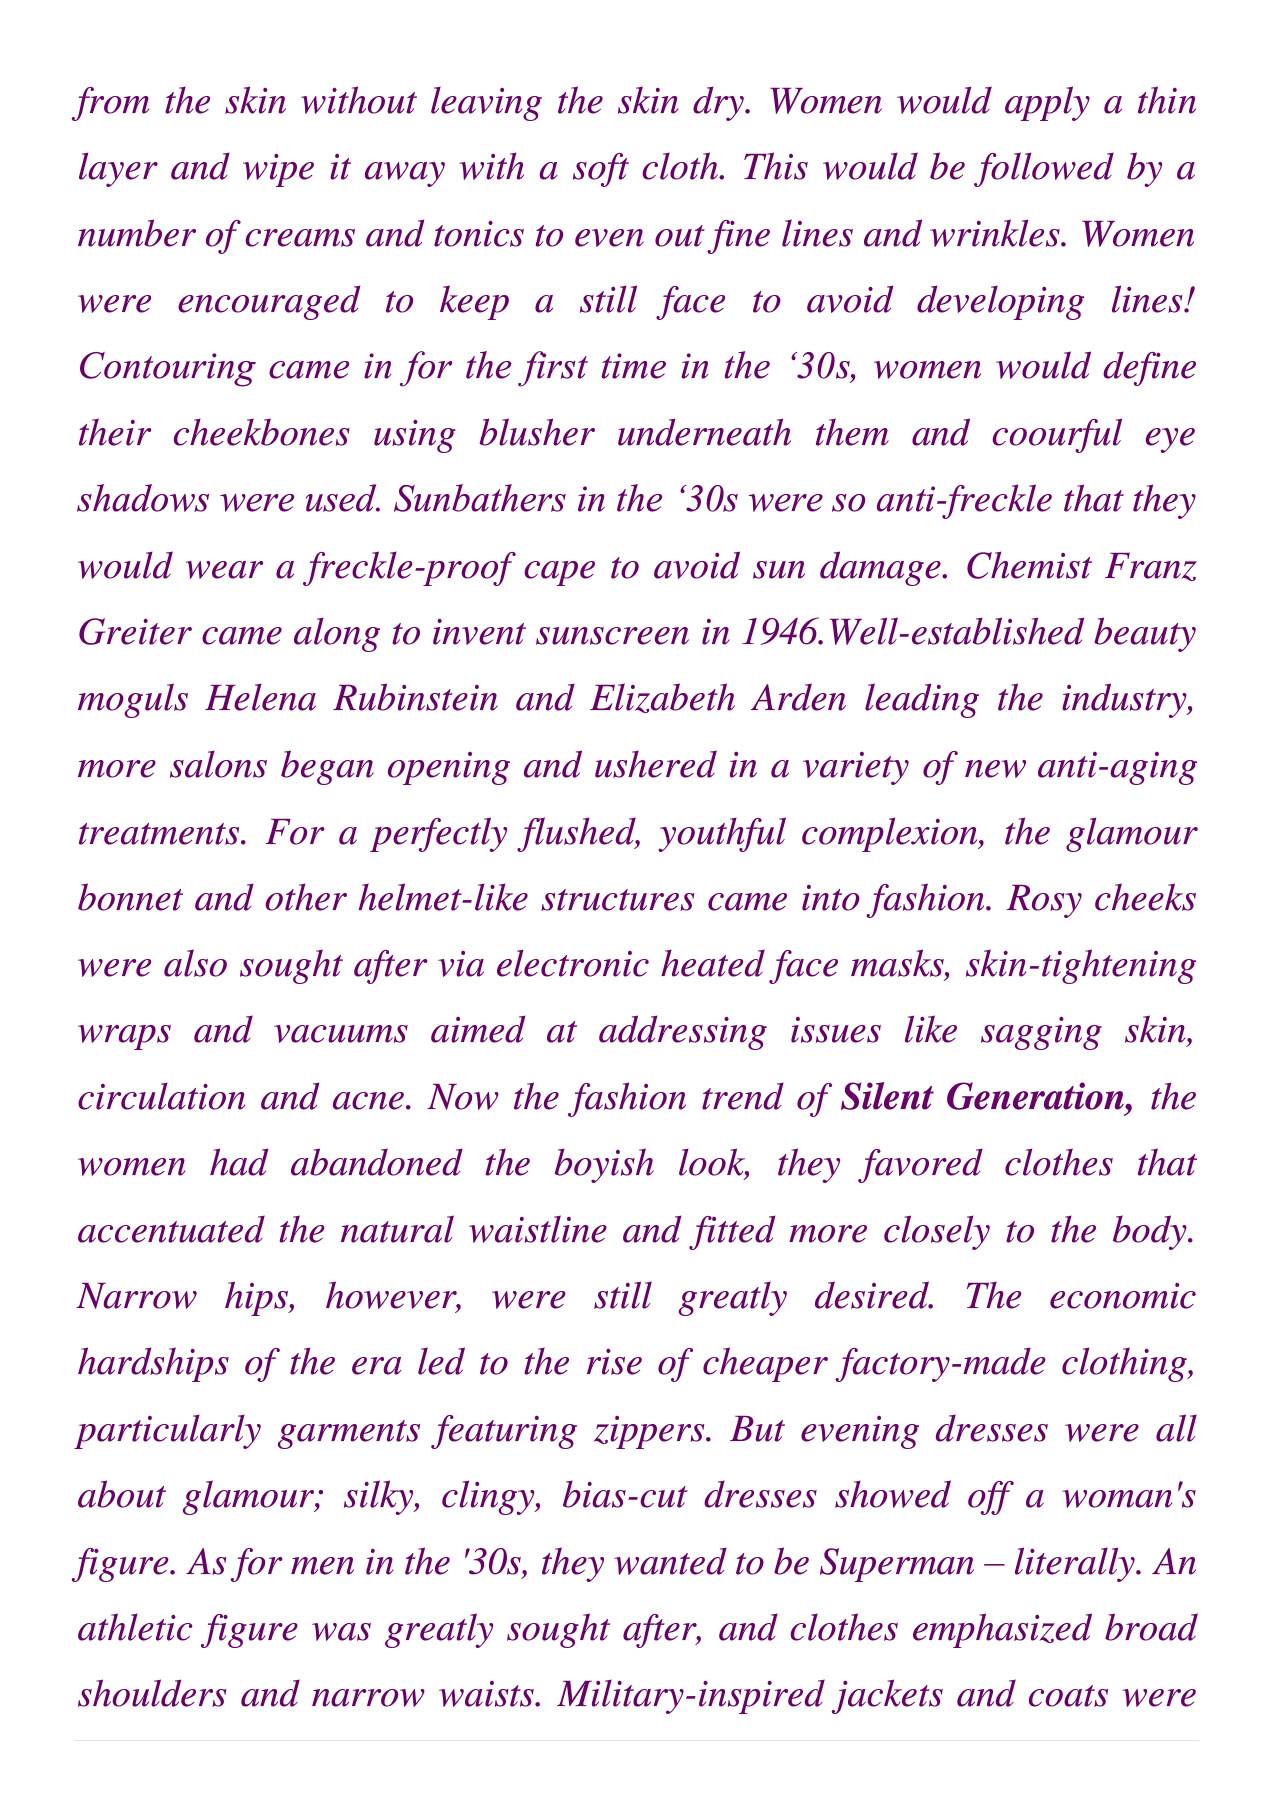 from the skin without leaving the skin dry. Women would apply a thin
layer and wipe it away with a soft cloth. This would be followed by a
number of creams and tonics to even out fine lines and wrinkles. Women
were encouraged to keep a still face to avoid developing lines!
Contouring came in for the first time in the ‘30s, women would define
their cheekbones using blusher underneath them and coourful eye
shadows were used. Sunbathers in the ‘30s were so anti-freckle that they
would wear a freckle-proof cape to avoid sun damage. Chemist Franz
Greiter came along to invent sunscreen in 1946.Well-established beauty
moguls Helena Rubinstein and Elizabeth Arden leading the industry,
more salons began opening and ushered in a variety of new anti-aging
treatments. For a perfectly flushed, youthful complexion, the glamour
bonnet and other helmet-like structures came into fashion. Rosy cheeks
were also sought after via electronic heated face masks, skin-tightening
wraps and vacuums aimed at addressing issues like sagging skin,
circulation and acne. Now the fashion trend of Silent Generation, the
women had abandoned the boyish look, they favored clothes that
accentuated the natural waistline and fitted more closely to the body.
Narrow hips, however, were still greatly desired. The economic
hardships of the era led to the rise of cheaper factory-made clothing,
particularly garments featuring zippers. But evening dresses were all
about glamour; silky, clingy, bias-cut dresses showed off a woman's
figure. As for men in the '30s, they wanted to be Superman – literally. An
athletic figure was greatly sought after, and clothes emphasized broad
shoulders and narrow waists. Military-inspired jackets and coats were